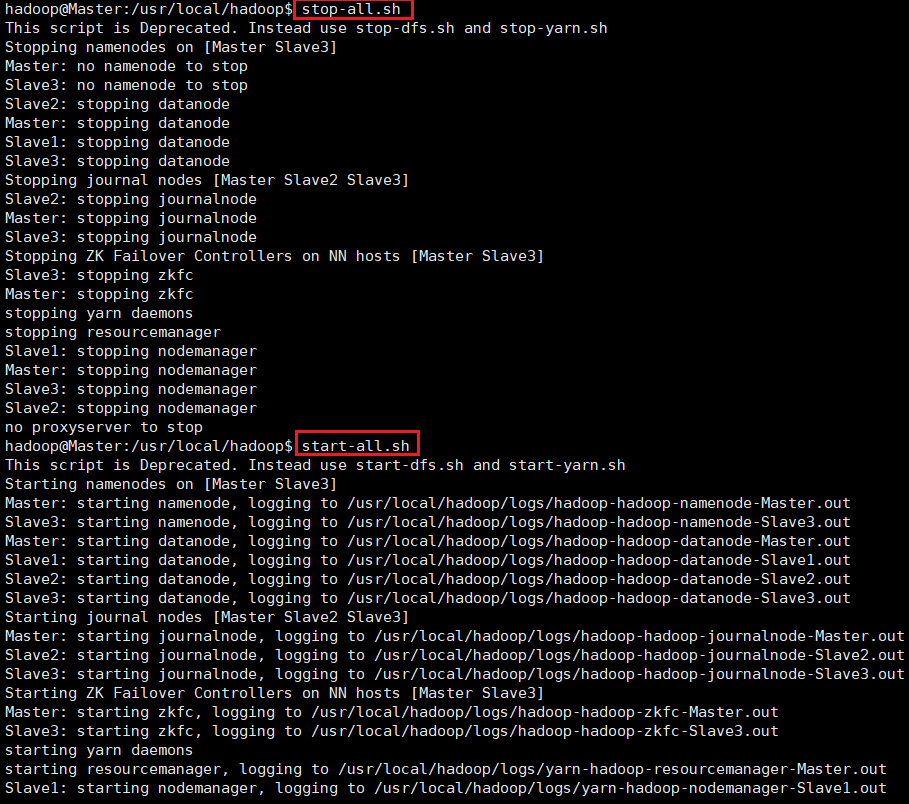 hadoop@Master:/usr/local/hadoop$ stop-all.sh
This script is Deprecated. Instead use stop-dfs.sh and stop-yarn.sh
Stopping namenodes on [Master Slave3]
Master: no namenode to stop
Slave3: no namenode to stop
Slave2: stopping datanode
Master: stopping datanode
Slave1: stopping datanode
Slave3: stopping datanode
Stopping journal nodes [Master Slave2 Slave3]
Slave2: stopping journalnode
Master: stopping journalnode
Slave3: stopping journalnode
Stopping ZK Failover Controllers on NN hosts [Master Slave3]
Slave3: stopping zkfc
Master: stopping zkfc
stopping yarn daemons
stopping resourcemanager
Slave1: stopping nodemanager
Master: stopping nodemanager
Slave3: stopping nodemanager
Slave2: stopping nodemanager
no proxyserver to stop
hadoop@Master:/usr/local/hadoop$ start-all.sh
This script is Deprecated. Instead use start-dfs.sh and start-yarn.sh
Starting namenodes on [Master Slave3]
Master: starting namenode, logging to /usr/local/hadoop/logs/hadoop-hadoop-namenode-Master.out
Slave3: starting namenode, logging to /usr/local/hadoop/logs/hadoop-hadoop-namenode-Slave3.out
Master: starting datanode, logging to /usr/local/hadoop/logs/hadoop-hadoop-datanode-Master.out
Slave1: starting datanode, logging to /usr/local/hadoop/logs/hadoop-hadoop-datanode-Slave1.out
Slave2: starting datanode, logging to /usr/local/hadoop/logs/hadoop-hadoop-datanode-Slave2.out
Slave3: starting datanode, logging to /usr/local/hadoop/logs/hadoop-hadoop-datanode-Slave3.out
Starting journal nodes [Master Slave2 Slave3]
Master: starting journalnode, logging to /usr/local/hadoop/logs/hadoop-hadoop-journalnode-Master.out
Slave2: starting journalnode, logging to /usr/local/hadoop/logs/hadoop-hadoop-journalnode-Slave2.out
Slave3: starting journalnode, logging to /usr/local/hadoop/logs/hadoop-hadoop-journalnode-Slave3.out
Starting ZK Failover Controllers on NN hosts [Master Slave3]
Master: starting zkfc, logging to /usr/local/hadoop/logs/hadoop-hadoop-zkfc-Master.out
Slave3: starting zkfc, logging to /usr/local/hadoop/logs/hadoop-hadoop-zkfc-Slave3.out
starting yarn daemons
starting resourcemanager, logging to /usr/local/hadoop/logs/yarn-hadoop-resourcemanager-Master.out
Slave1: starting nodemanager, logging to /usr/local/hadoop/logs/yarn-hadoop-nodemanager-Slave1.out